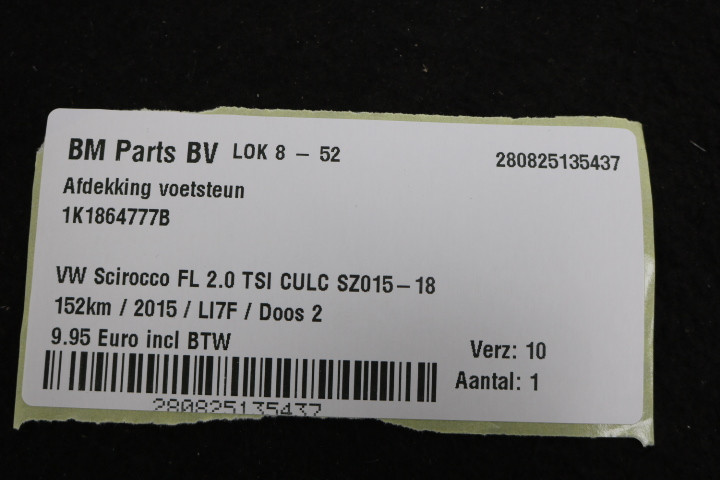 BM Parts BV LOK 8 - 52 280825135437
Afdekking voetsteun
1K1864777B
VW Scirocco FL 2.0 TSI CULC SZ015-18
152km / 2015 / LI7F / Doos 2
9.95 Euro incl BTW
Verz: 10
Aantal: 1
280825135437